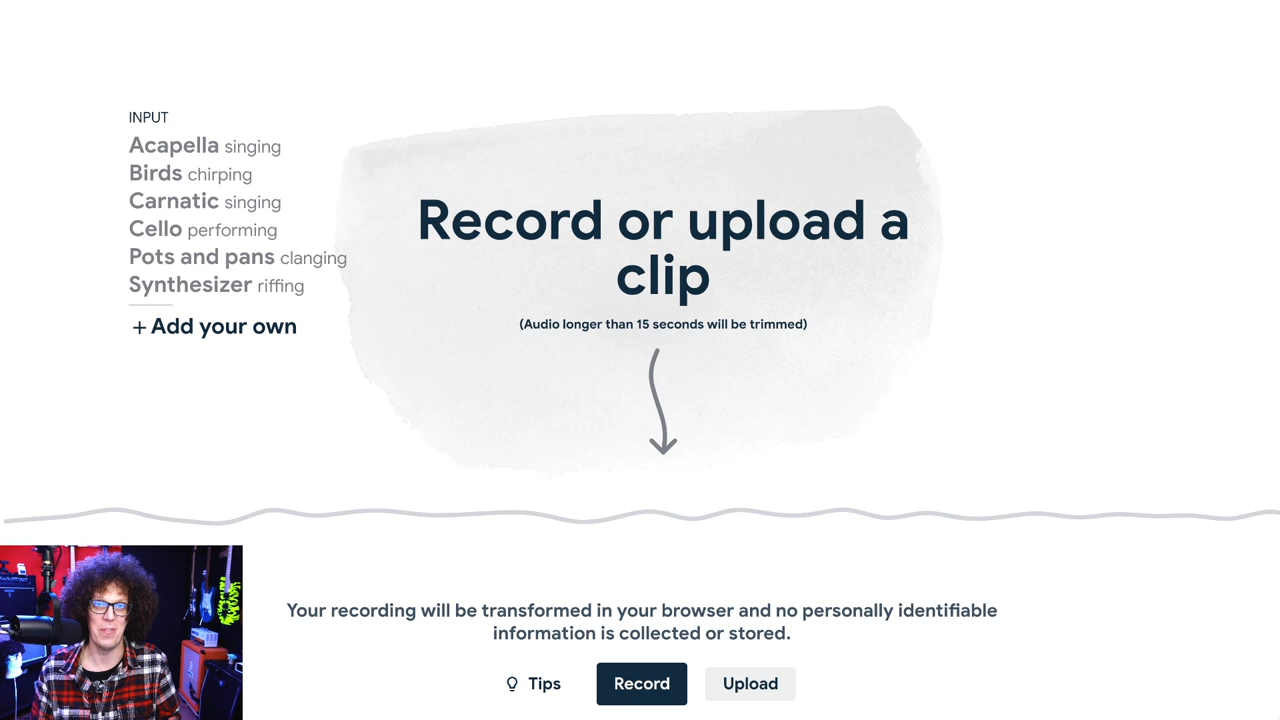 INPUT
Acapella singing
Birds chirping
Carnatic singing
Cello performing
Pots and pans clanging
Synthesizer riffing
+ Add your own
Record or upload a
clip
(Audio longer than 15 seconds will be trimmed)
Your recording will be transformed in your browser and no personally identifiable
information is collected or stored.
Tips
Record
Upload